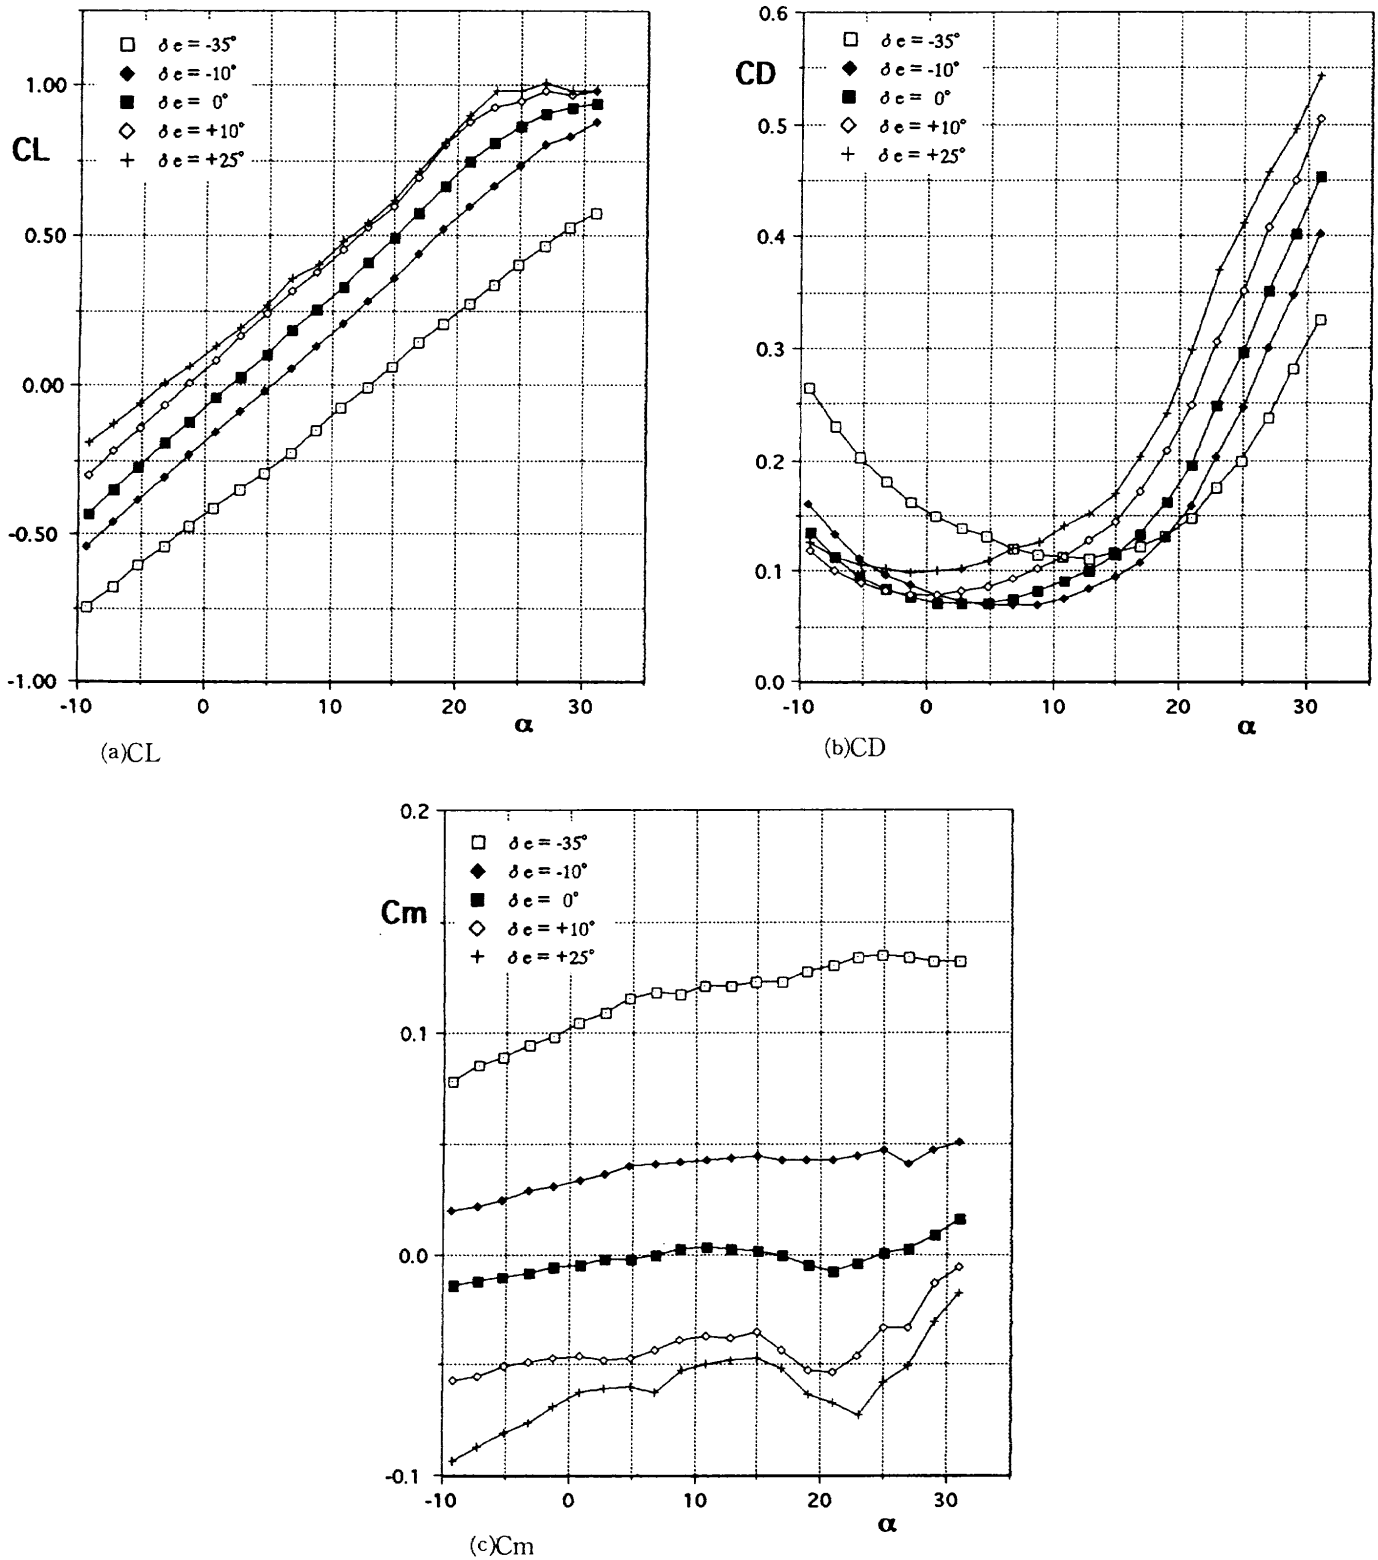 δe = -35°
δe = -10°
δe = 0°
δe = +10°
δe = +25°
CL
1.00
0.50
0.00
-0.50
-1.00
-10
0
10
20
30
α
(a)CL
δe = -35°
δe = -10°
δe = 0°
δe = +10°
δe = +25°
CD
0.6
0.5
0.4
0.3
0.2
0.1
0.0
-10
0
10
20
30
α
(b)CD
δe = -35°
δe = -10°
δe = 0°
δe = +10°
δe = +25°
Cm
0.2
0.1
0.0
-0.1
-10
0
10
20
30
α
(c)Cm